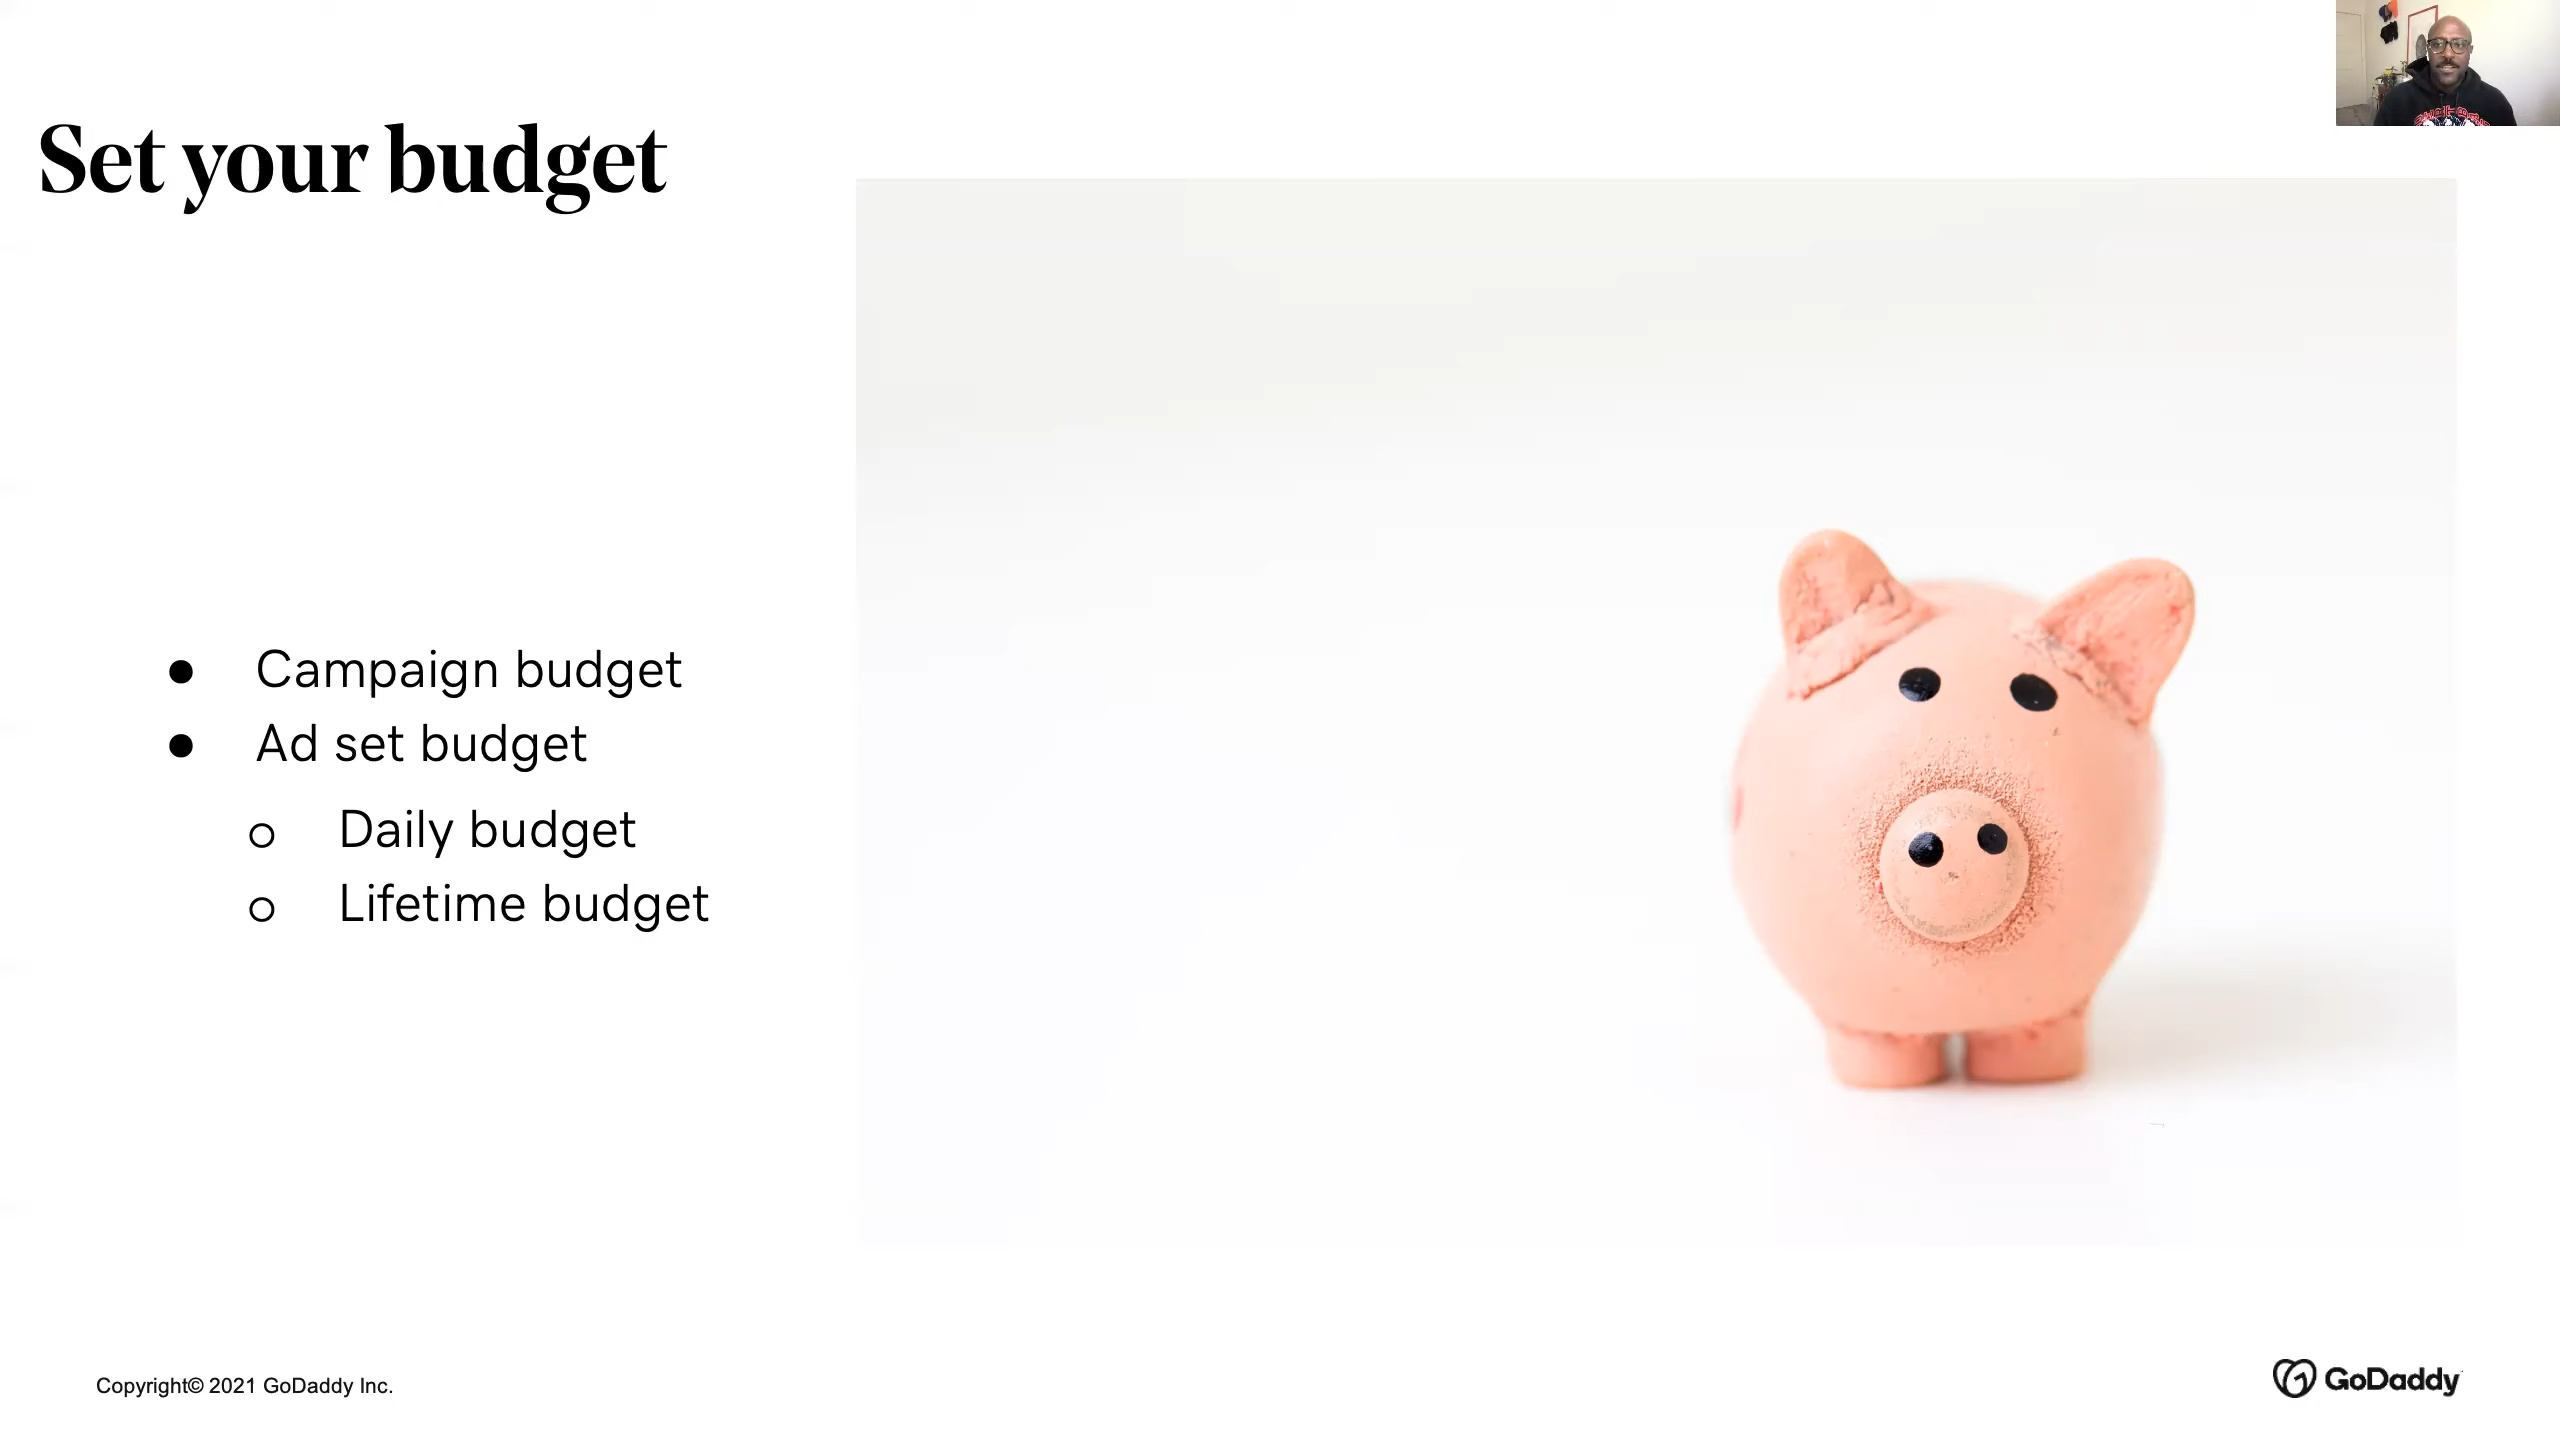 Set your budget
● Campaign budget
● Ad set budget
○ Daily budget
○ Lifetime budget
Copyright© 2021 GoDaddy Inc.
GoDaddy